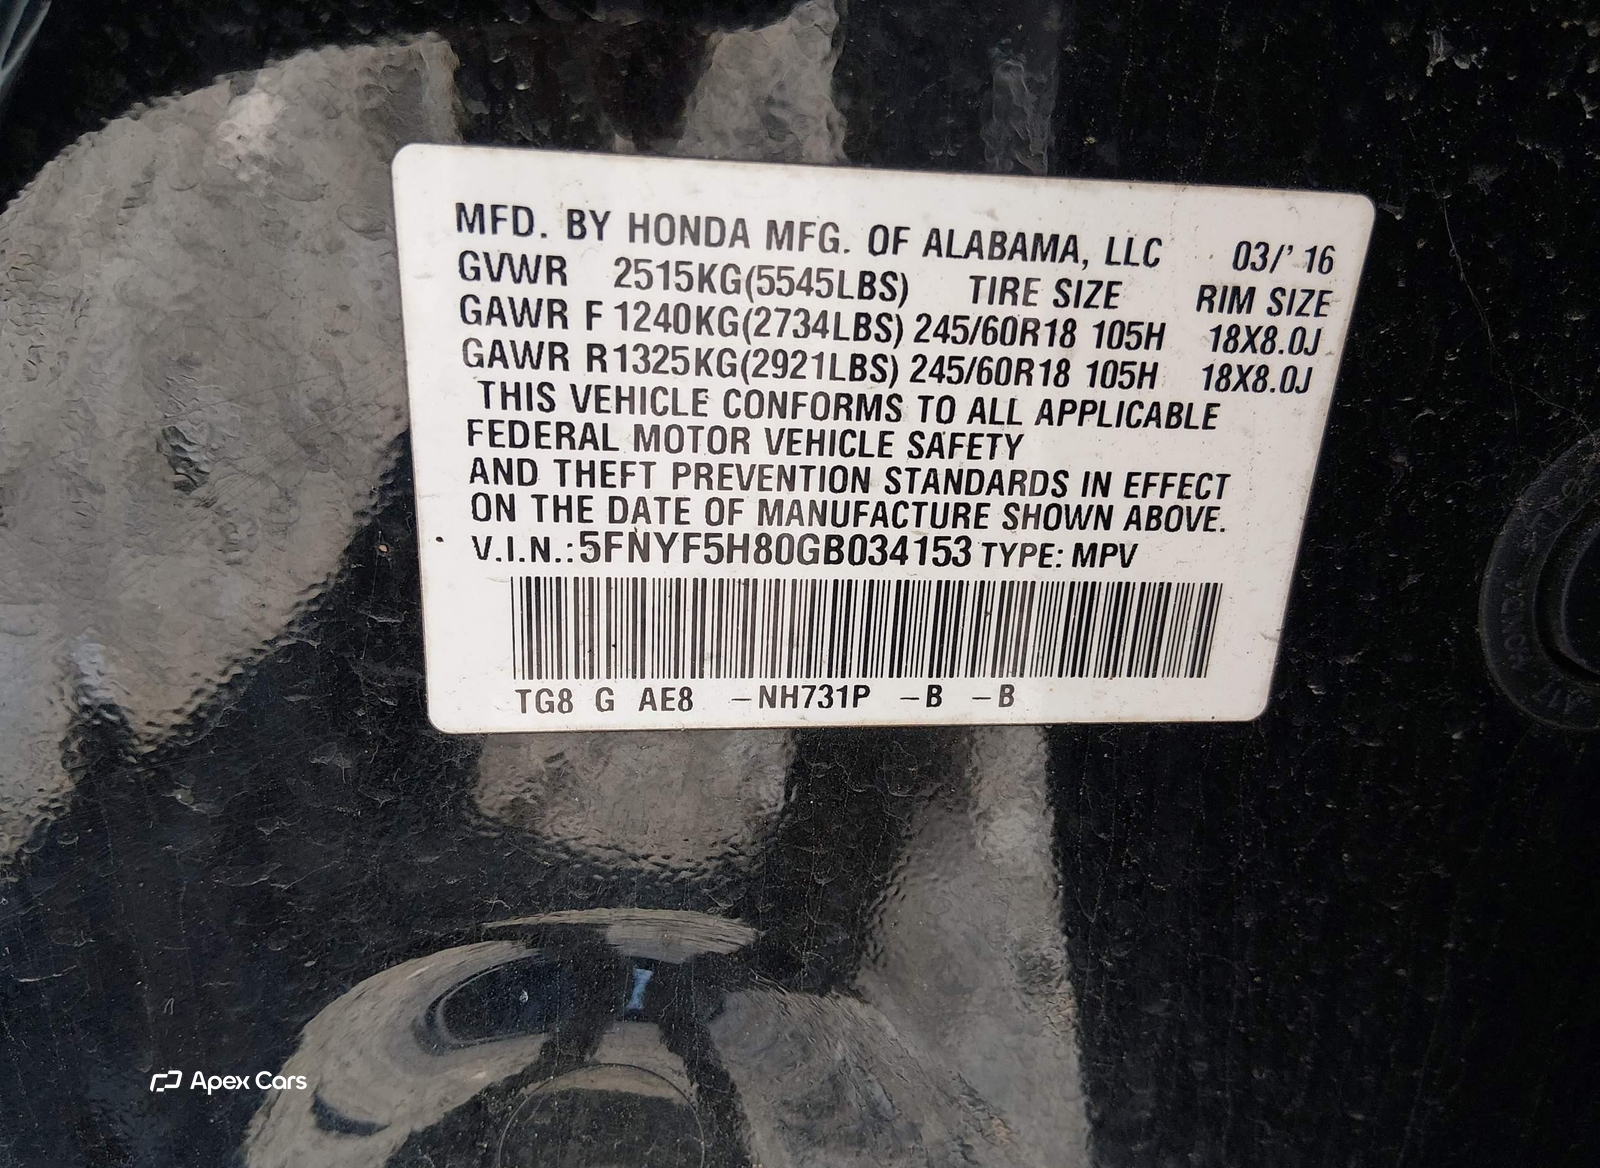 MFD. BY HONDA MFG. OF ALABAMA, LLC 03/' 16
GVWR 2515KG(5545LBS) TIRE SIZE RIM SIZE
GAWR F 1240KG(2734LBS) 245/60R18 105H 18X8.0J
GAWR R1325KG(2921LBS) 245/60R18 105H 18X8.0J
THIS VEHICLE CONFORMS TO ALL APPLICABLE
FEDERAL MOTOR VEHICLE SAFETY
AND THEFT PREVENTION STANDARDS IN EFFECT
ON THE DATE OF MANUFACTURE SHOWN ABOVE.
V.I.N.:5FNYF5H80GB034153 TYPE: MPV
TG8 G AE8 -NH731P -B -B
Apex Cars